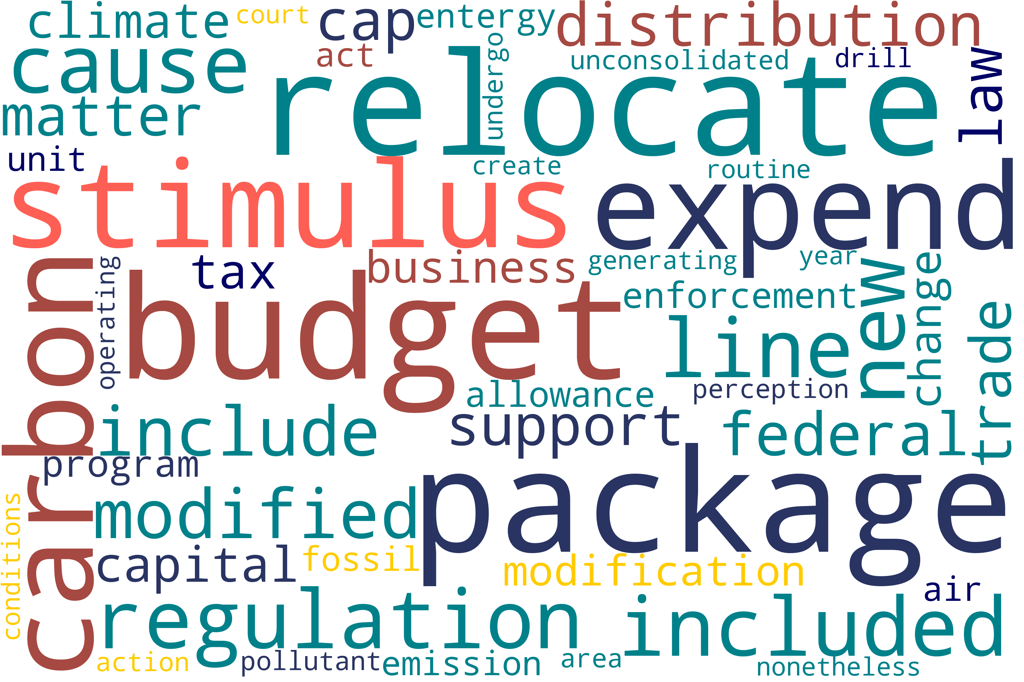 climate
court
cap
entergy
distribution
cause
act
undergo
unconsolidated
drill
law
matter
relocate
unit
create
routine
stimulus
expend
tax
business
generating
year
carbon
operating
budget
enforcement
new
change
trade
line
allowance
perception
include
support
federal
program
package
conditions
modified
capital
fossil
modification
air
regulation
included
action
pollutant
emission
area
nonetheless